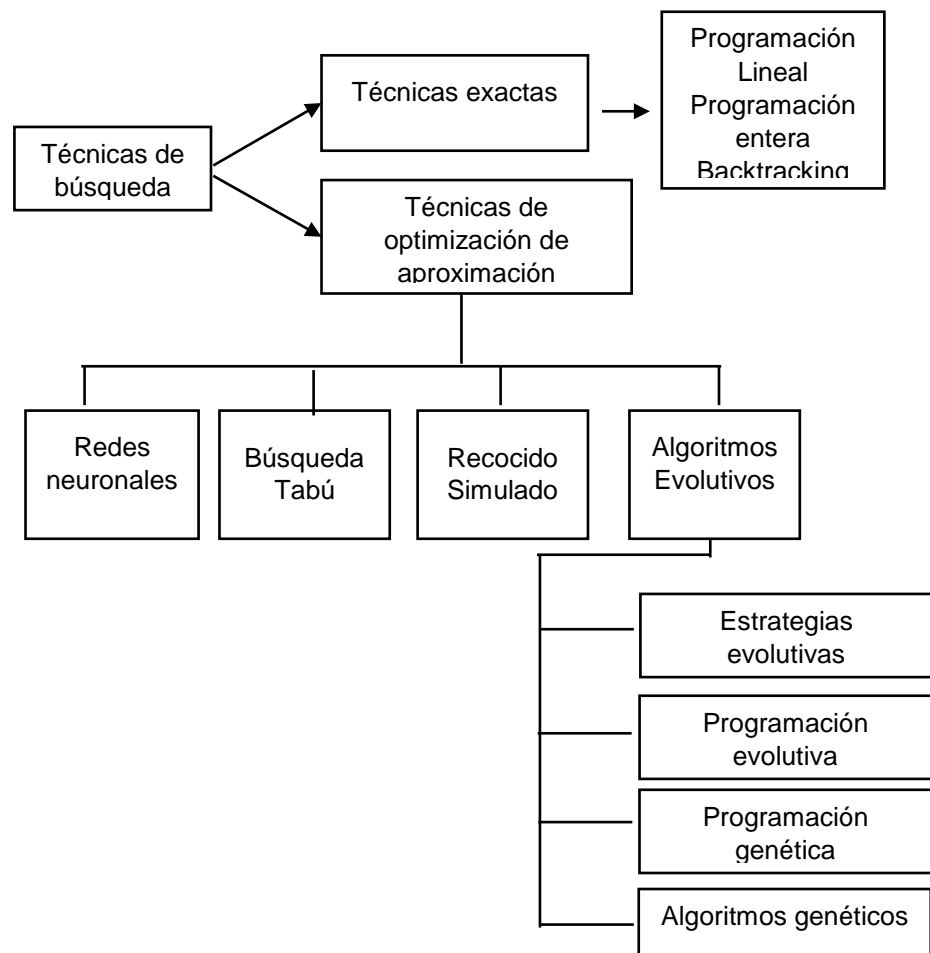 Programación
Lineal
Programación
entera
Backtracking
Técnicas exactas
Técnicas de
búsqueda
Técnicas de
optimización de
aproximación
Redes
neuronales
Búsqueda
Tabú
Recocido
Simulado
Algoritmos
Evolutivos
Estrategias
evolutivas
Programación
evolutiva
Programación
genética
Algoritmos genéticos